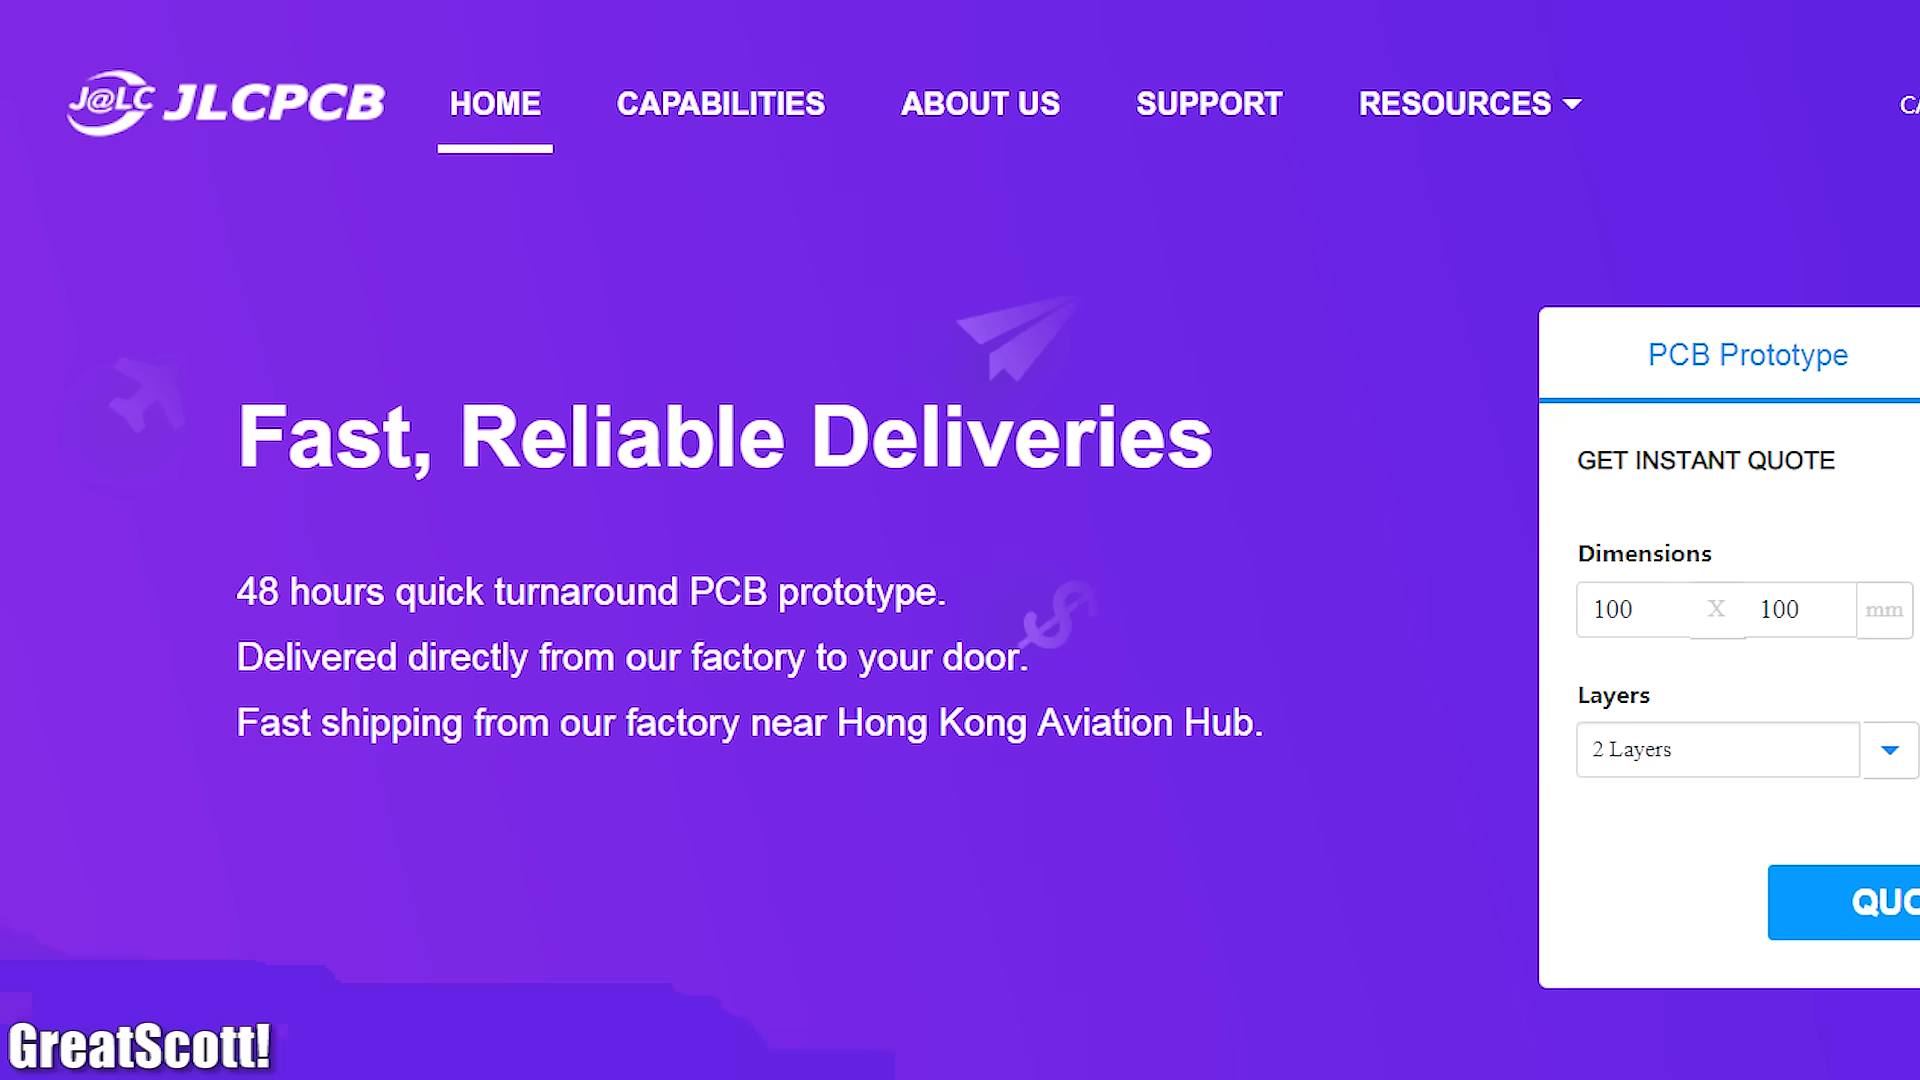 J@LC JLCPCB HOME CAPABILITIES ABOUT US SUPPORT RESOURCES
Fast, Reliable Deliveries
48 hours quick turnaround PCB prototype.
Delivered directly from our factory to your door.
Fast shipping from our factory near Hong Kong Aviation Hub.
PCB Prototype
GET INSTANT QUOTE
Dimensions
100 X 100 mm
Layers
2 Layers
GreatScott!